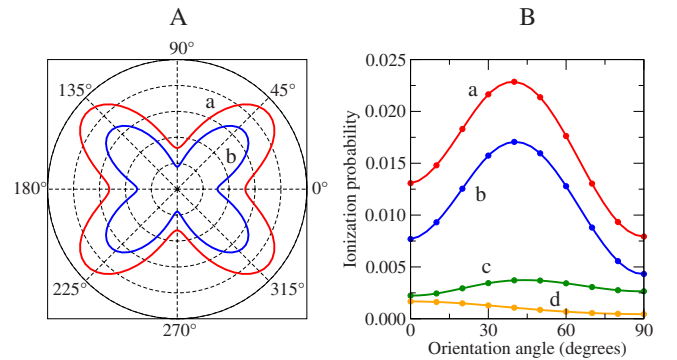 A
90°
135°
45°
a
b
180°
0°
225°
315°
270°
B
Ionization probability
0.025
0.020
0.015
0.010
0.005
0.000
a
b
c
d
0
30
60
90
Orientation angle (degrees)